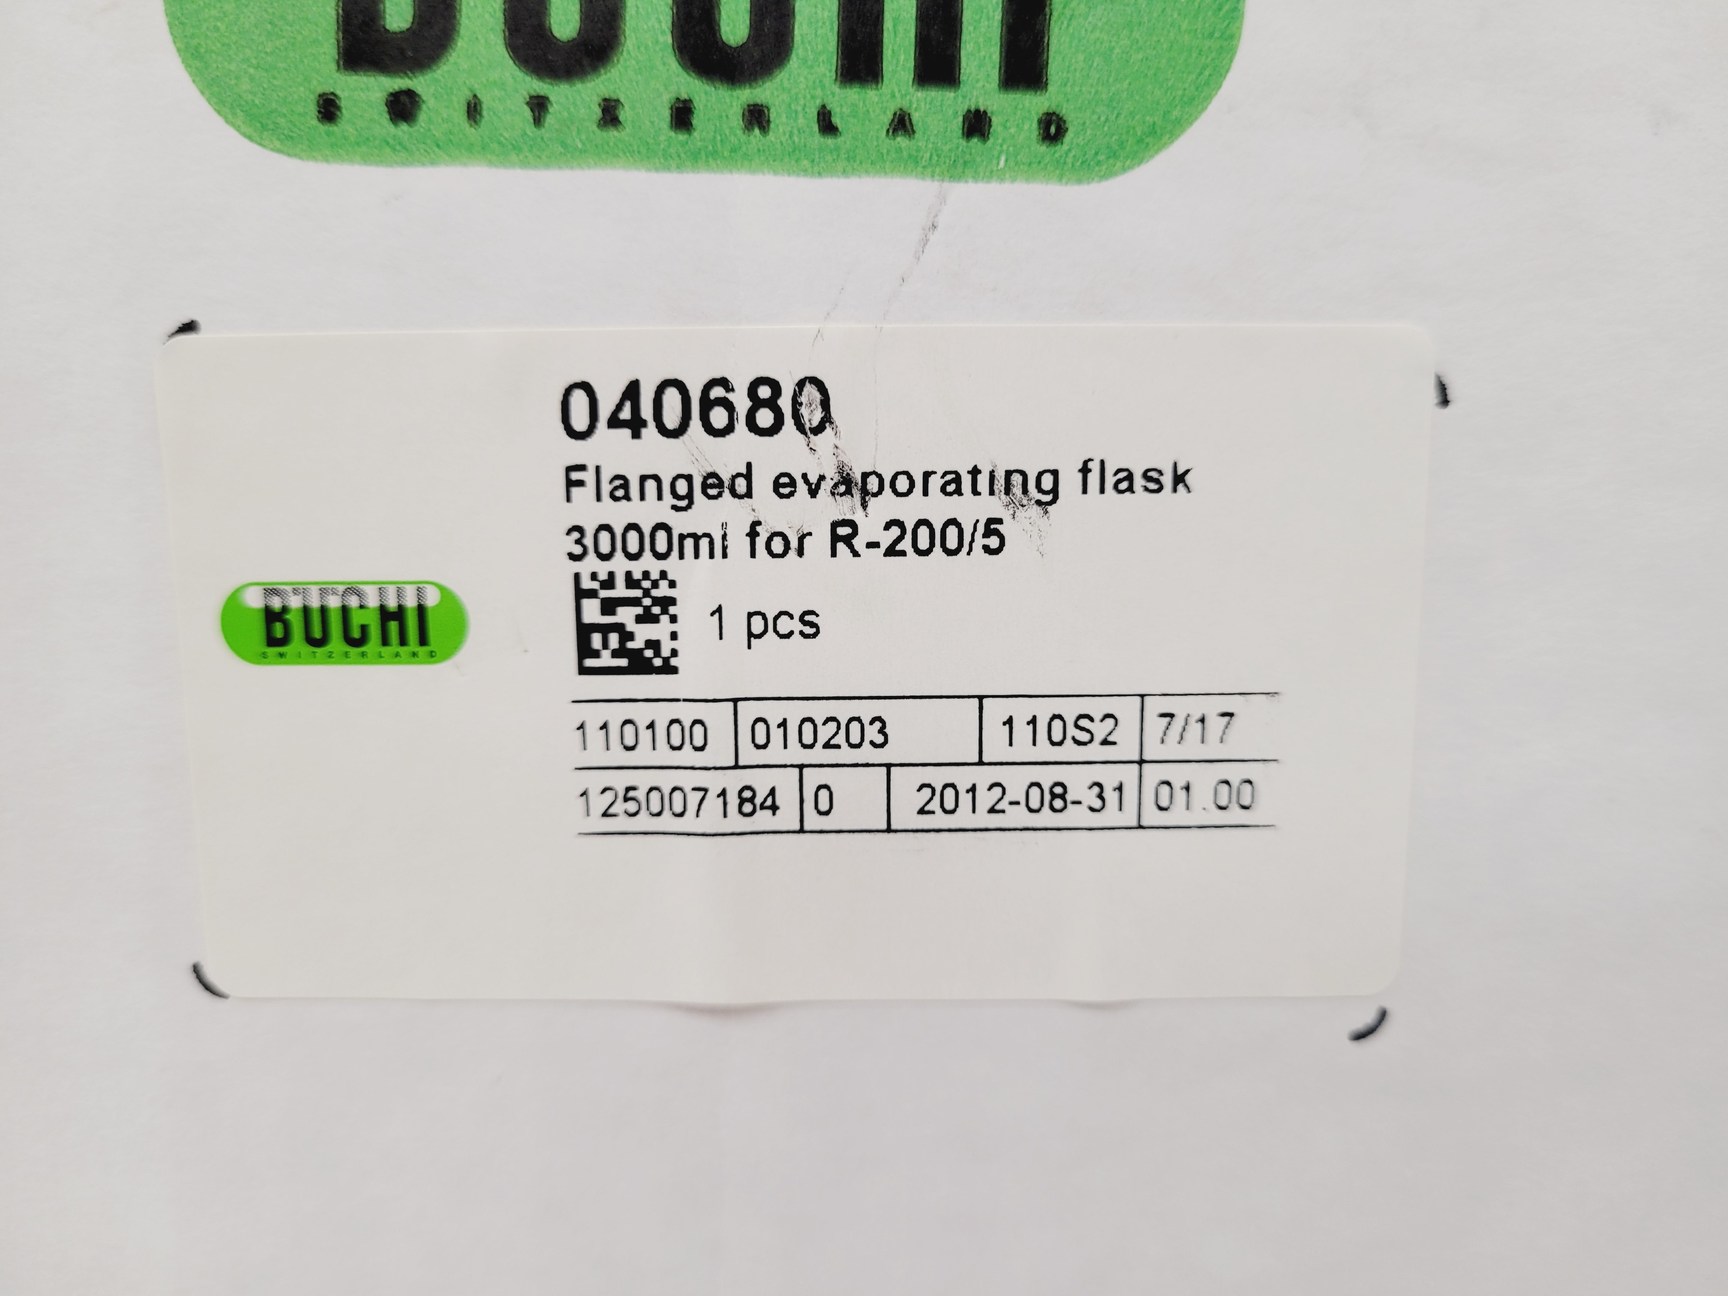 BUCHI
SWITZERLAND
040680
Flanged evaporating flask
3000ml for R-200/5
BUCHI
SWITZERLAND
1 pcs
110100 010203 110S2 7/17
125007184 0 2012-08-31 01.00